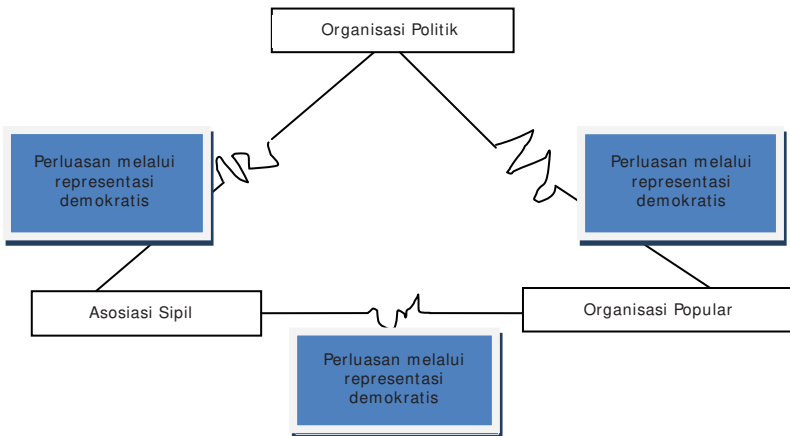 Organisasi Politik
Perluasan melalui
representasi
demokratis
Perluasan melalui
representasi
demokratis
Asosiasi Sipil
Organisasi Popular
Perluasan melalui
representasi
demokratis